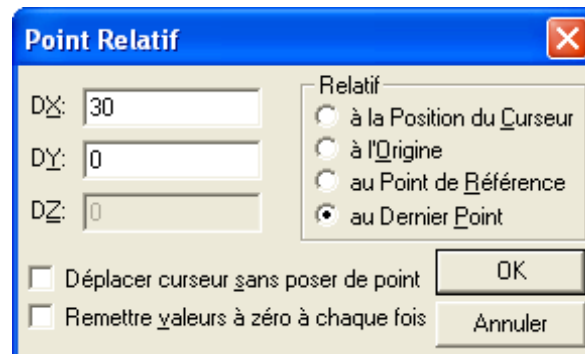 Point Relatif
DX: 30
DY: 0
DZ: 0
Relatif
à la Position du Curseur
à l'Origine
au Point de Référence
au Dernier Point
Déplacer curseur sans poser de point
Remettre valeurs à zéro à chaque fois
OK
Annuler